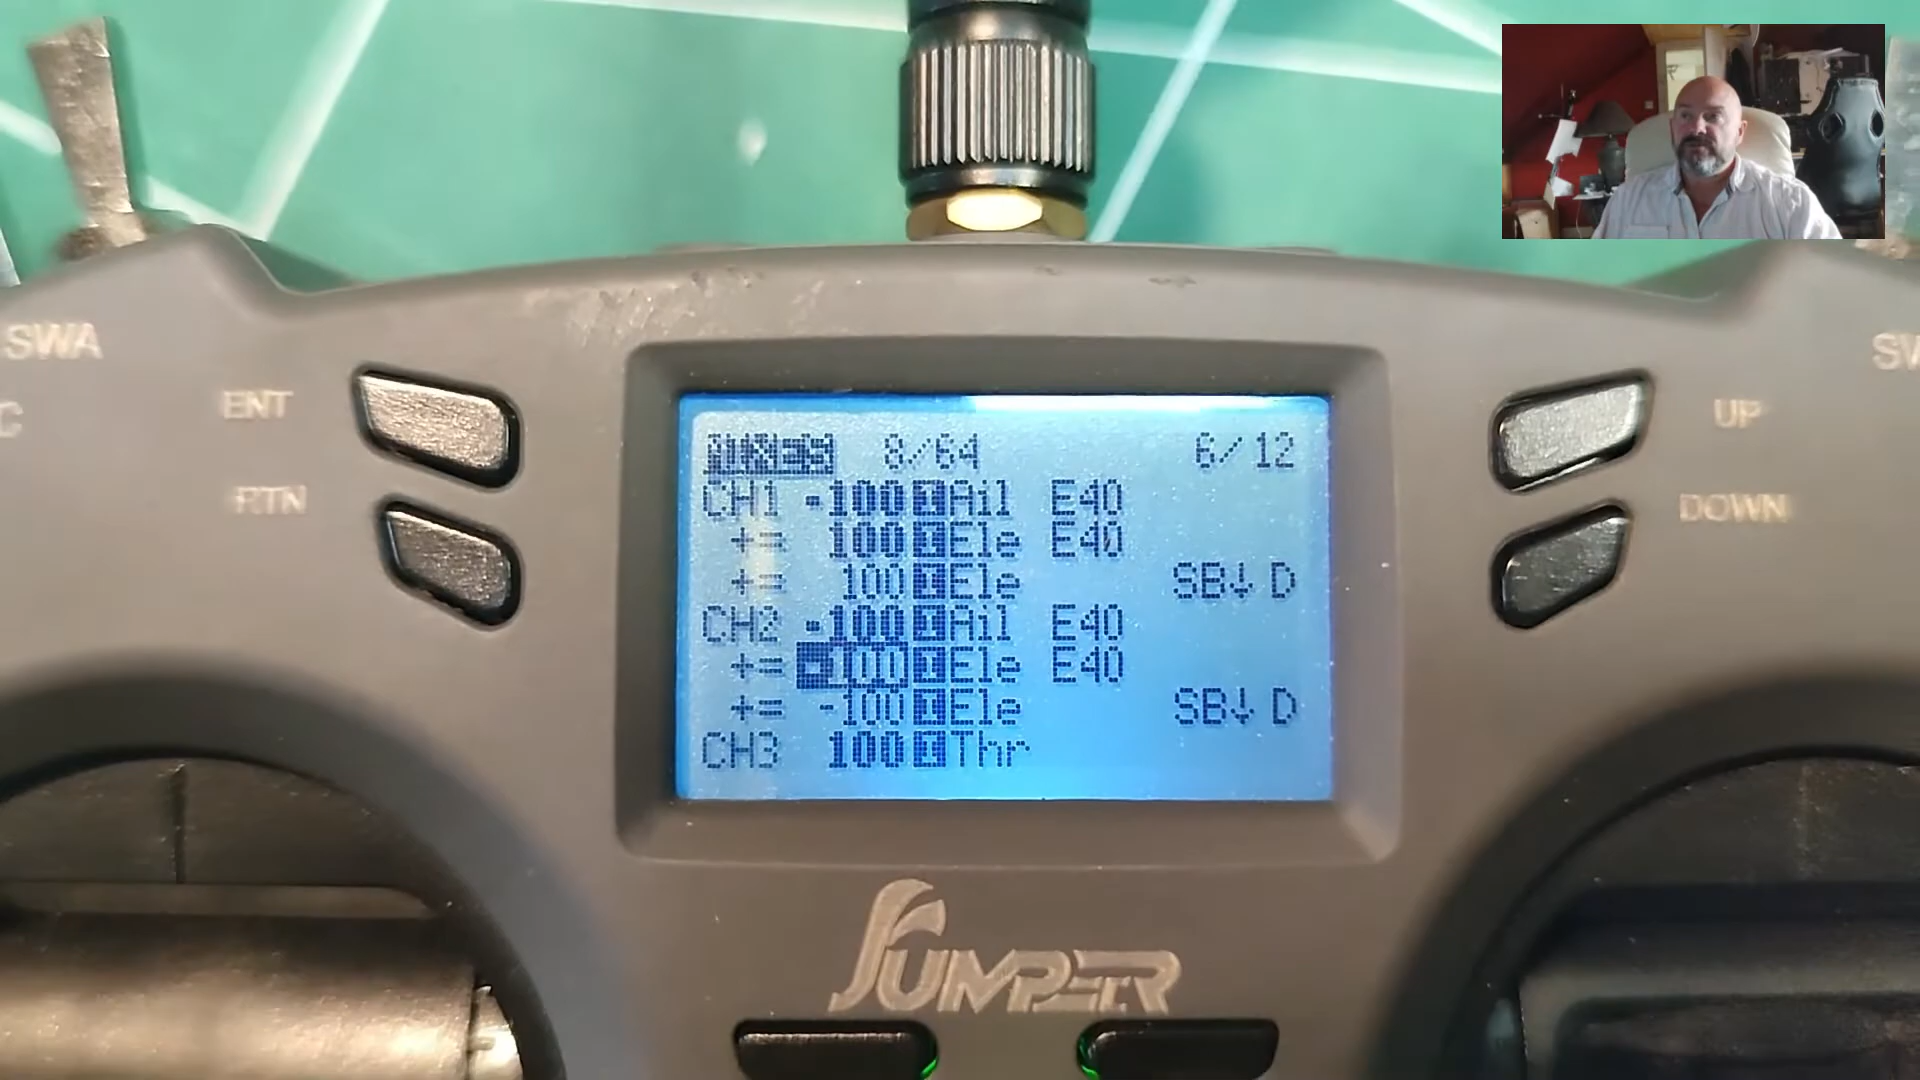 SWA
C
ENT
RTN
UP
DOWN
8/64 6/12
CH1 -100 Ail E40
+= 100 Ele E40
+= 100 Ele SB↓ D
CH2 -100 Ail E40
+= -100 Ele E40
+= -100 Ele SB↓ D
CH3 100 Thr
JUMPER